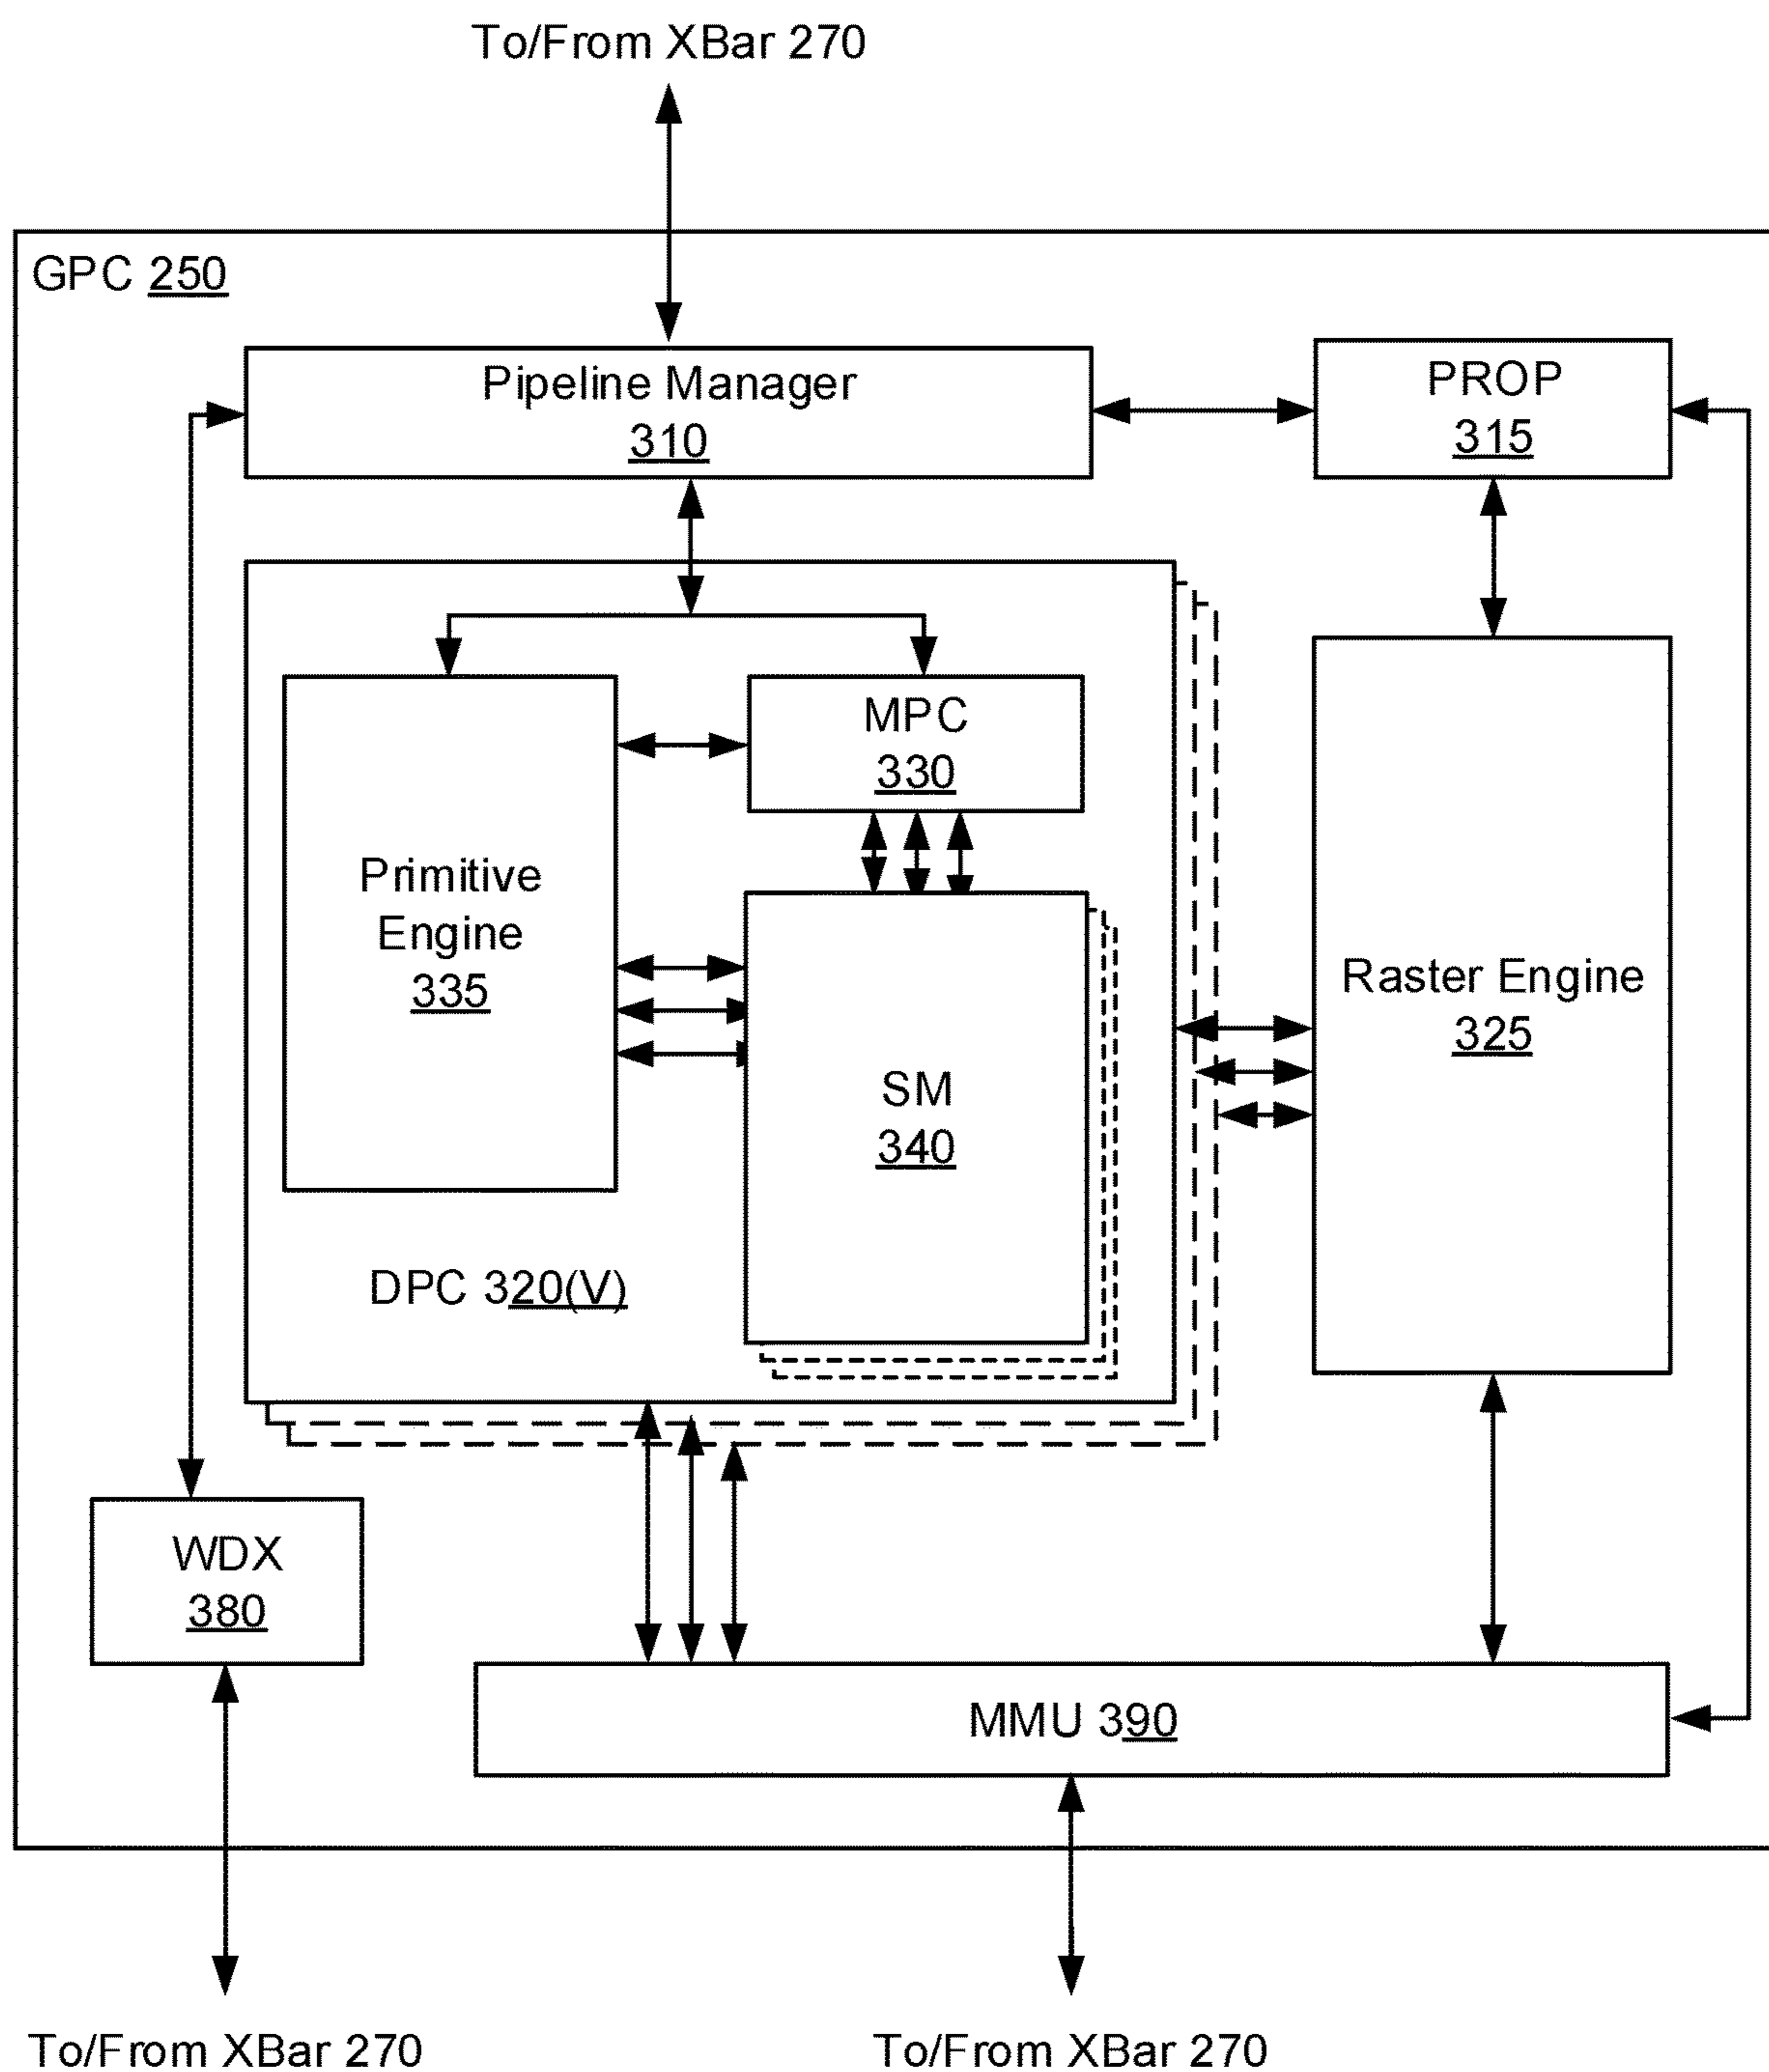 To/From XBar 270
GPC 250
Pipeline Manager
310
PROP
315
MPC
330
Primitive
Engine
335
Raster Engine
325
SM
340
DPC 320(V)
WDX
380
MMU 390
To/From XBar 270
To/From XBar 270